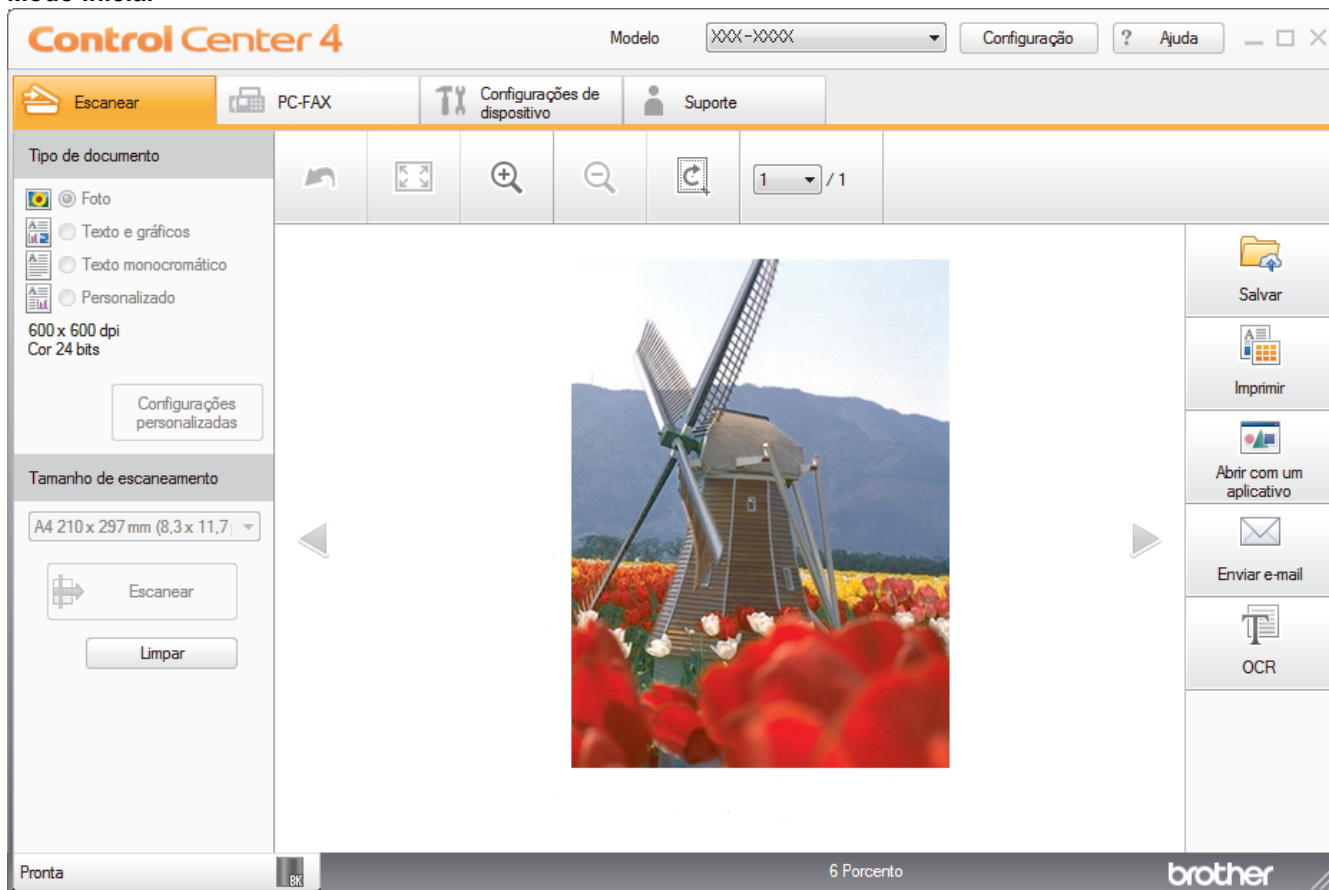 Modo Inicial
Control Center 4
Modelo
XXX-XXXX
Configuração
? Ajuda
Escanear
PC-FAX
Configurações de
dispositivo
Suporte
Tipo de documento
1
/ 1
Foto
Texto e gráficos
Texto monocromático
Personalizado
600 x 600 dpi
Cor 24 bits
Configurações
personalizadas
Tamanho de escaneamento
A4 210 x 297 mm (8,3 x 11,7
Escanear
Limpar
Salvar
Imprimir
Abrir com um
aplicativo
Enviar e-mail
OCR
Pronta
BK
6 Porcento
brother